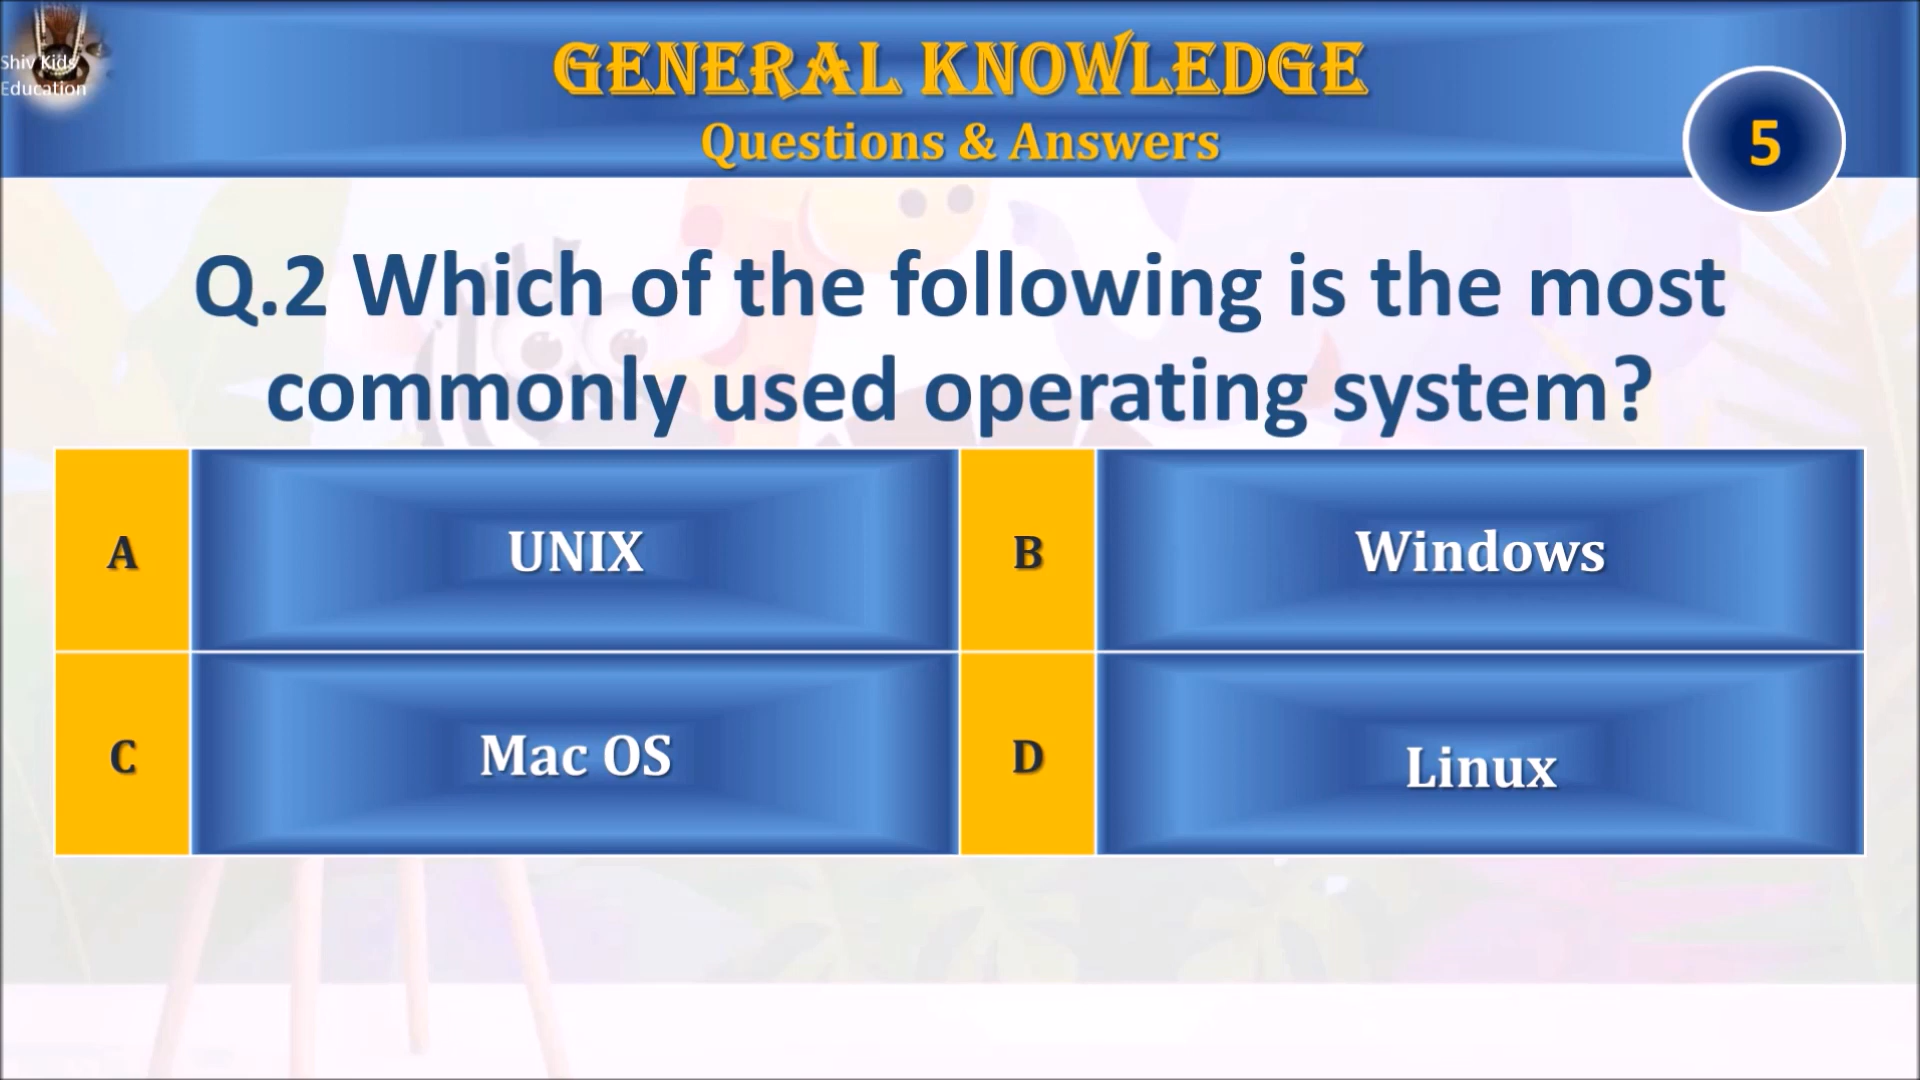 Shiv Kids
Education
GENERAL KNOWLEDGE
Questions & Answers
5
Q.2 Which of the following is the most
commonly used operating system?
A
UNIX
B
Windows
C
Mac OS
D
Linux